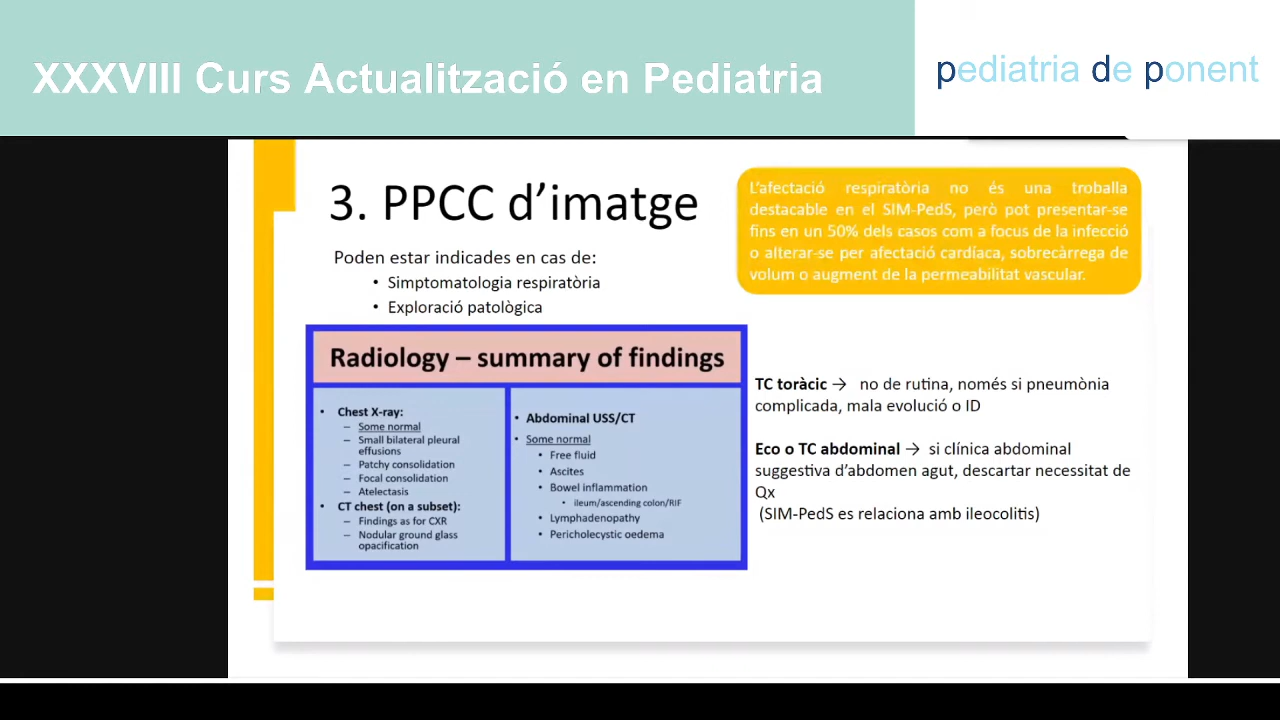 XXXVIII Curs Actualització en Pediatria
pediatria de ponent
3. PPCC d'imatge
L'afectació respiratòria no és una troballa
destacable en el SIM-PedS, però pot presentar-se
fins en un 50% dels casos com a focus de la infecció
o alterar-se per afectació cardíaca, sobrecàrrega de
volum o augment de la permeabilitat vascular.
Poden estar indicades en cas de:
• Simptomatologia respiratòria
• Exploració patològica
Radiology – summary of findings
• Chest X-ray:
– Some normal
– Small bilateral pleural
effusions
– Patchy consolidation
– Focal consolidation
– Atelectasis
• CT chest (on a subset):
– Findings as for CXR
– Nodular ground glass
opacification
• Abdominal USS/CT
• Some normal
• Free fluid
• Ascites
• Bowel inflammation
• ileum/ascending colon/RIF
• Lymphadenopathy
• Pericholecystic oedema
TC toràcic → no de rutina, només si pneumònia
complicada, mala evolució o ID
Eco o TC abdominal → si clínica abdominal
suggestiva d'abdomen agut, descartar necessitat de
Qx
(SIM-PedS es relaciona amb ileocolitis)